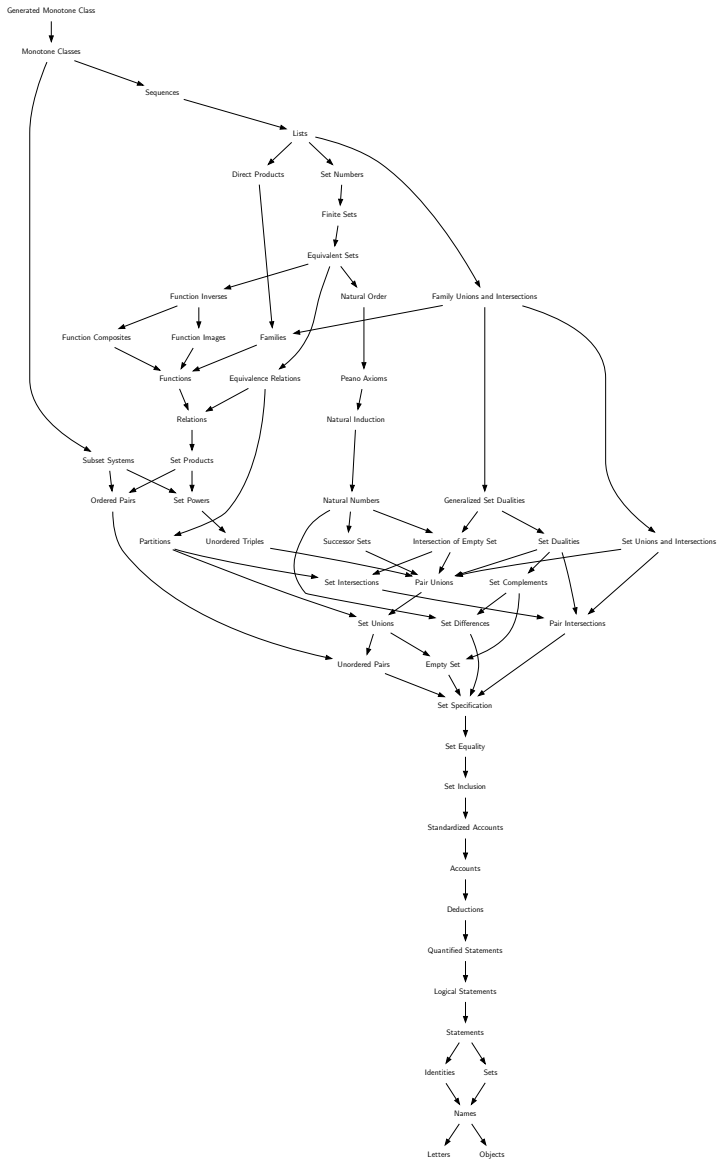 Generated Monotone Class
Monotone Classes
Sequences
Lists
Direct Products
Set Numbers
Finite Sets
Equivalent Sets
Function Inverses
Natural Order
Family Unions and Intersections
Function Composites
Function Images
Families
Functions
Equivalence Relations
Peano Axioms
Relations
Natural Induction
Subset Systems
Set Products
Ordered Pairs
Set Powers
Natural Numbers
Generalized Set Dualities
Partitions
Unordered Triples
Successor Sets
Intersection of Empty Set
Set Dualities
Set Unions and Intersections
Set Intersections
Pair Unions
Set Complements
Set Unions
Set Differences
Pair Intersections
Unordered Pairs
Empty Set
Set Specification
Set Equality
Set Inclusion
Standardized Accounts
Accounts
Deductions
Quantified Statements
Logical Statements
Statements
Identities
Sets
Names
Letters
Objects